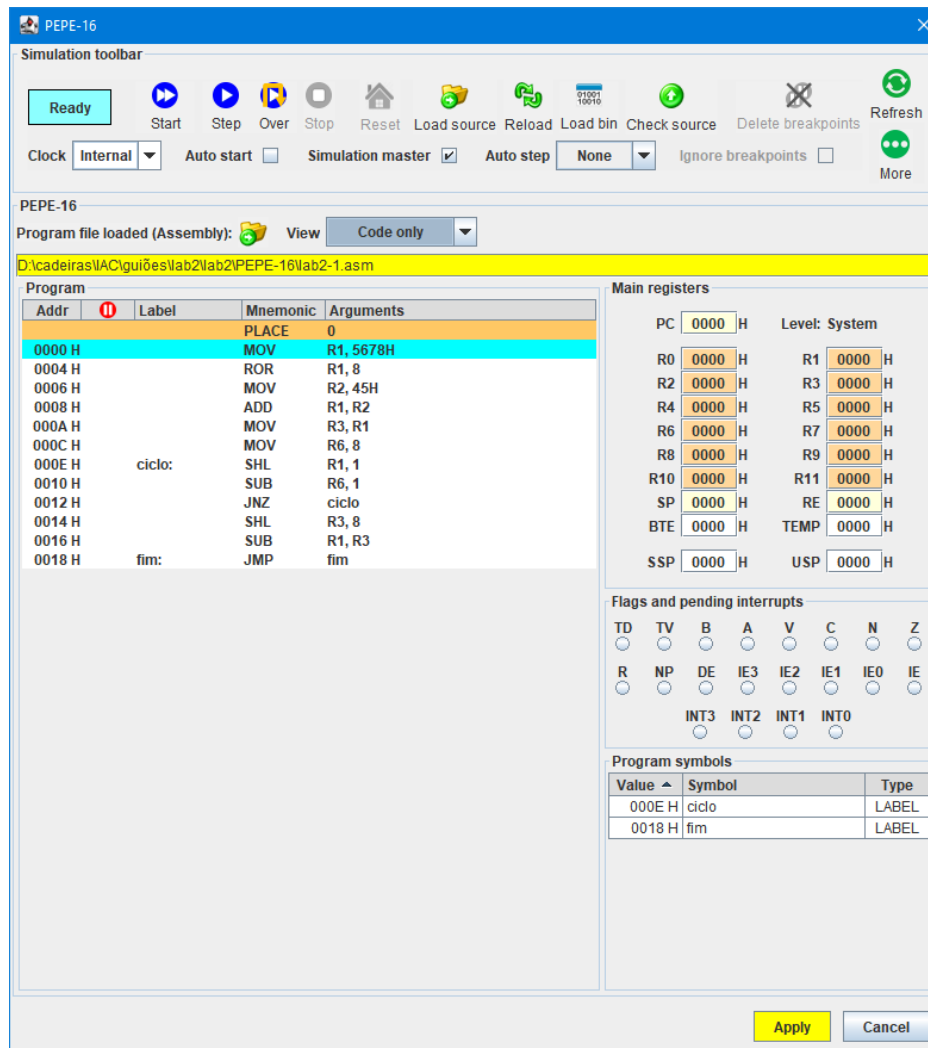 PEPE-16
Simulation toolbar
Ready
Start Step Over Stop Reset Load source Reload Load bin Check source Delete breakpoints Refresh
01001
10010
Clock Internal Auto start Simulation master Auto step None Ignore breakpoints More
PEPE-16
Program file loaded (Assembly): View Code only
D:\cadeiras\IAC\guiões\lab2\lab2\PEPE-16\lab2-1.asm
Program
Addr Label Mnemonic Arguments
PLACE 0
0000 H MOV R1, 5678H
0004 H ROR R1, 8
0006 H MOV R2, 45H
0008 H ADD R1, R2
000A H MOV R3, R1
000C H MOV R6, 8
000E H ciclo: SHL R1, 1
0010 H SUB R6, 1
0012 H JNZ ciclo
0014 H SHL R3, 8
0016 H SUB R1, R3
0018 H fim: JMP fim
Main registers
PC 0000 H Level: System
R0 0000 H R1 0000 H
R2 0000 H R3 0000 H
R4 0000 H R5 0000 H
R6 0000 H R7 0000 H
R8 0000 H R9 0000 H
R10 0000 H R11 0000 H
SP 0000 H RE 0000 H
BTE 0000 H TEMP 0000 H
SSP 0000 H USP 0000 H
Flags and pending interrupts
TD TV B A V C N Z
R NP DE IE3 IE2 IE1 IE0 IE
INT3 INT2 INT1 INT0
Program symbols
Value Symbol Type
000E H ciclo LABEL
0018 H fim LABEL
Apply Cancel